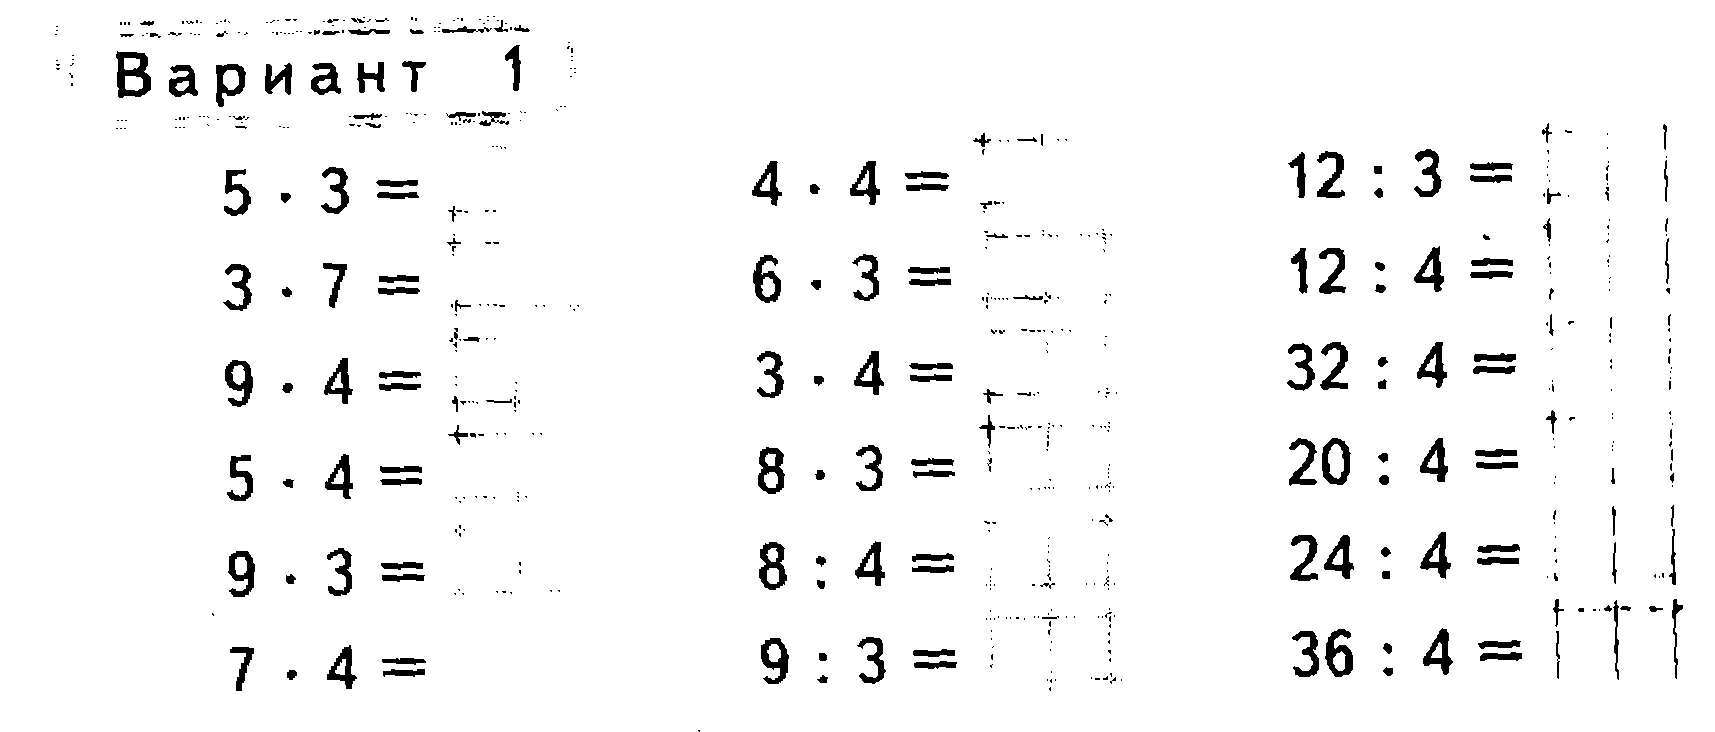 Вариант 1
5 · 3 =
3 · 7 =
9 · 4 =
5 · 4 =
9 · 3 =
7 · 4 =
4 · 4 =
6 · 3 =
3 · 4 =
8 · 3 =
8 : 4 =
9 : 3 =
12 : 3 =
12 : 4 =
32 : 4 =
20 : 4 =
24 : 4 =
36 : 4 =